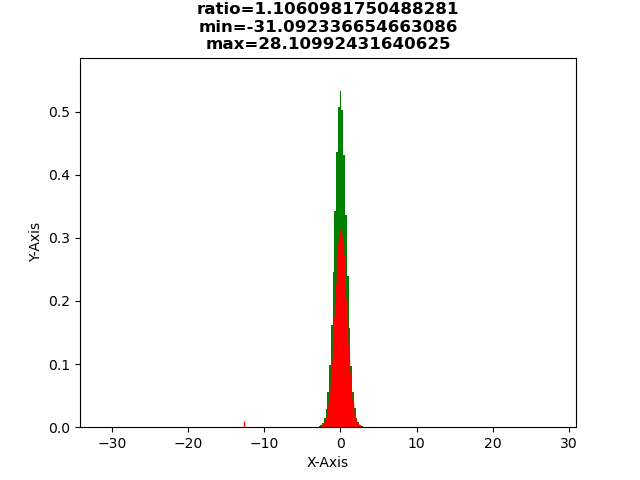 ratio=1.1060981750488281
min=-31.092336654663086
max=28.10992431640625
0.5
0.4
0.3
0.2
0.1
0.0
Y-Axis
−30 −20 −10 0 10 20 30
X-Axis